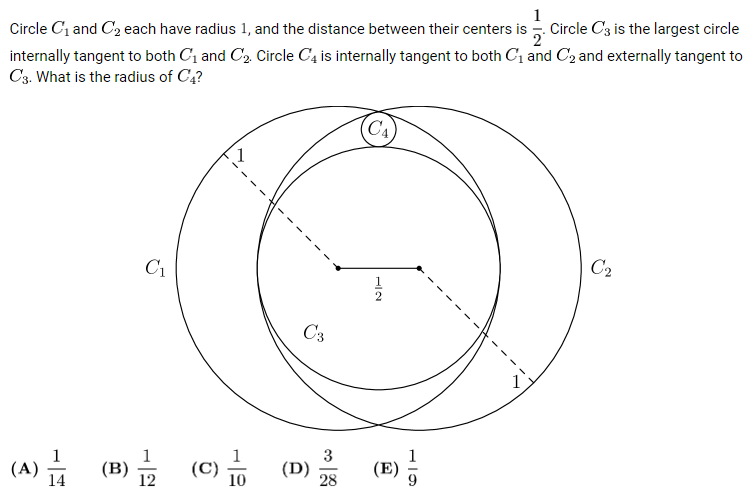 Circle C₁ and C₂ each have radius 1, and the distance between their centers is 1/2. Circle C₃ is the largest circle
internally tangent to both C₁ and C₂. Circle C₄ is internally tangent to both C₁ and C₂ and externally tangent to
C₃. What is the radius of C₄?
C₄
1
C₁
C₂
1/2
C₃
1
(A) 1/14 (B) 1/12 (C) 1/10 (D) 3/28 (E) 1/9